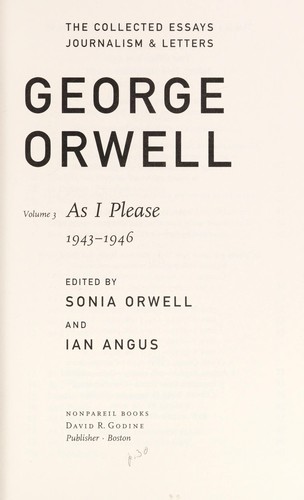 THE COLLECTED ESSAYS
JOURNALISM & LETTERS
GEORGE
ORWELL
Volume 3 As I Please
1943–1946
EDITED BY
SONIA ORWELL
AND
IAN ANGUS
NONPAREIL BOOKS
DAVID R. GODINE
Publisher · Boston